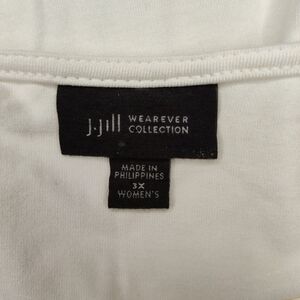 J.Jill WEAREVER
COLLECTION
MADE IN
PHILIPPINES
3X
WOMEN'S